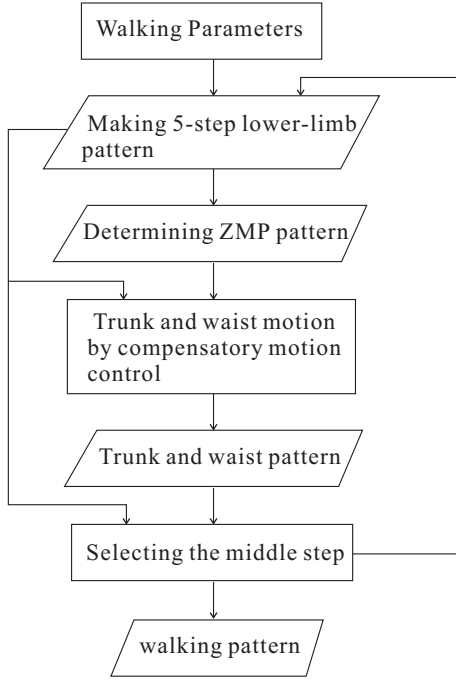 Walking Parameters
Making 5-step lower-limb
pattern
Determining ZMP pattern
Trunk and waist motion
by compensatory motion
control
Trunk and waist pattern
Selecting the middle step
walking pattern